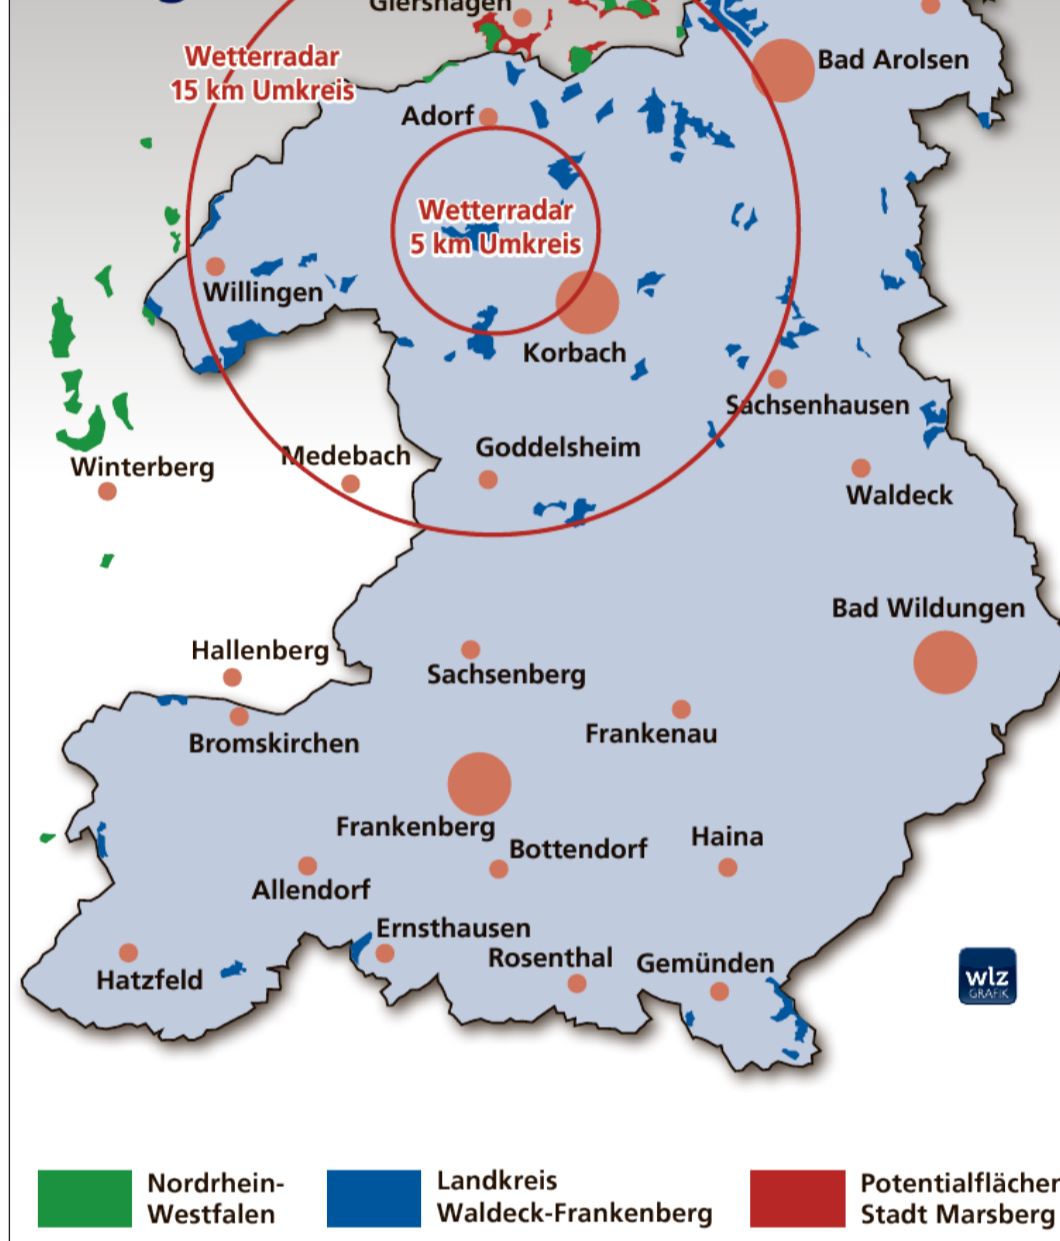 Giershagen
Wetterradar
15 km Umkreis
Bad Arolsen
Adorf
Wetterradar
5 km Umkreis
Willingen
Korbach
Sachsenhausen
Goddelsheim
Medebach
Winterberg
Waldeck
Bad Wildungen
Hallenberg
Sachsenberg
Frankenau
Bromskirchen
Frankenberg
Haina
Bottendorf
Allendorf
Ernsthausen
Rosenthal
Gemünden
Hatzfeld
wlz
GRAFIK
Nordrhein-
Westfalen
Landkreis
Waldeck-Frankenberg
Potentialflächen
Stadt Marsberg